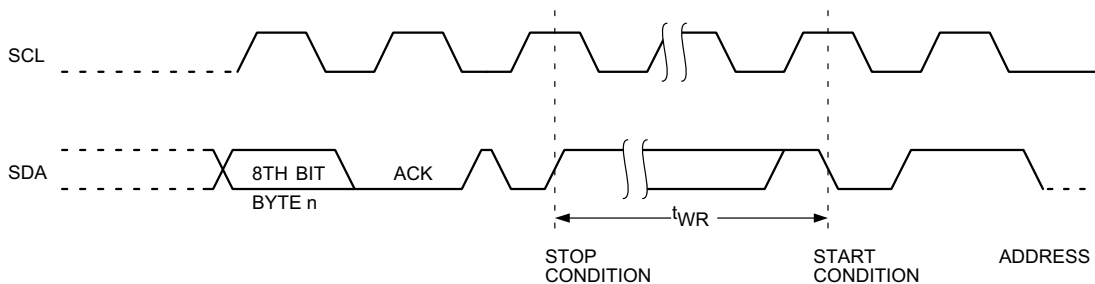 SCL
SDA
8TH BIT
ACK
BYTE n
tWR
STOP
CONDITION
START
CONDITION
ADDRESS